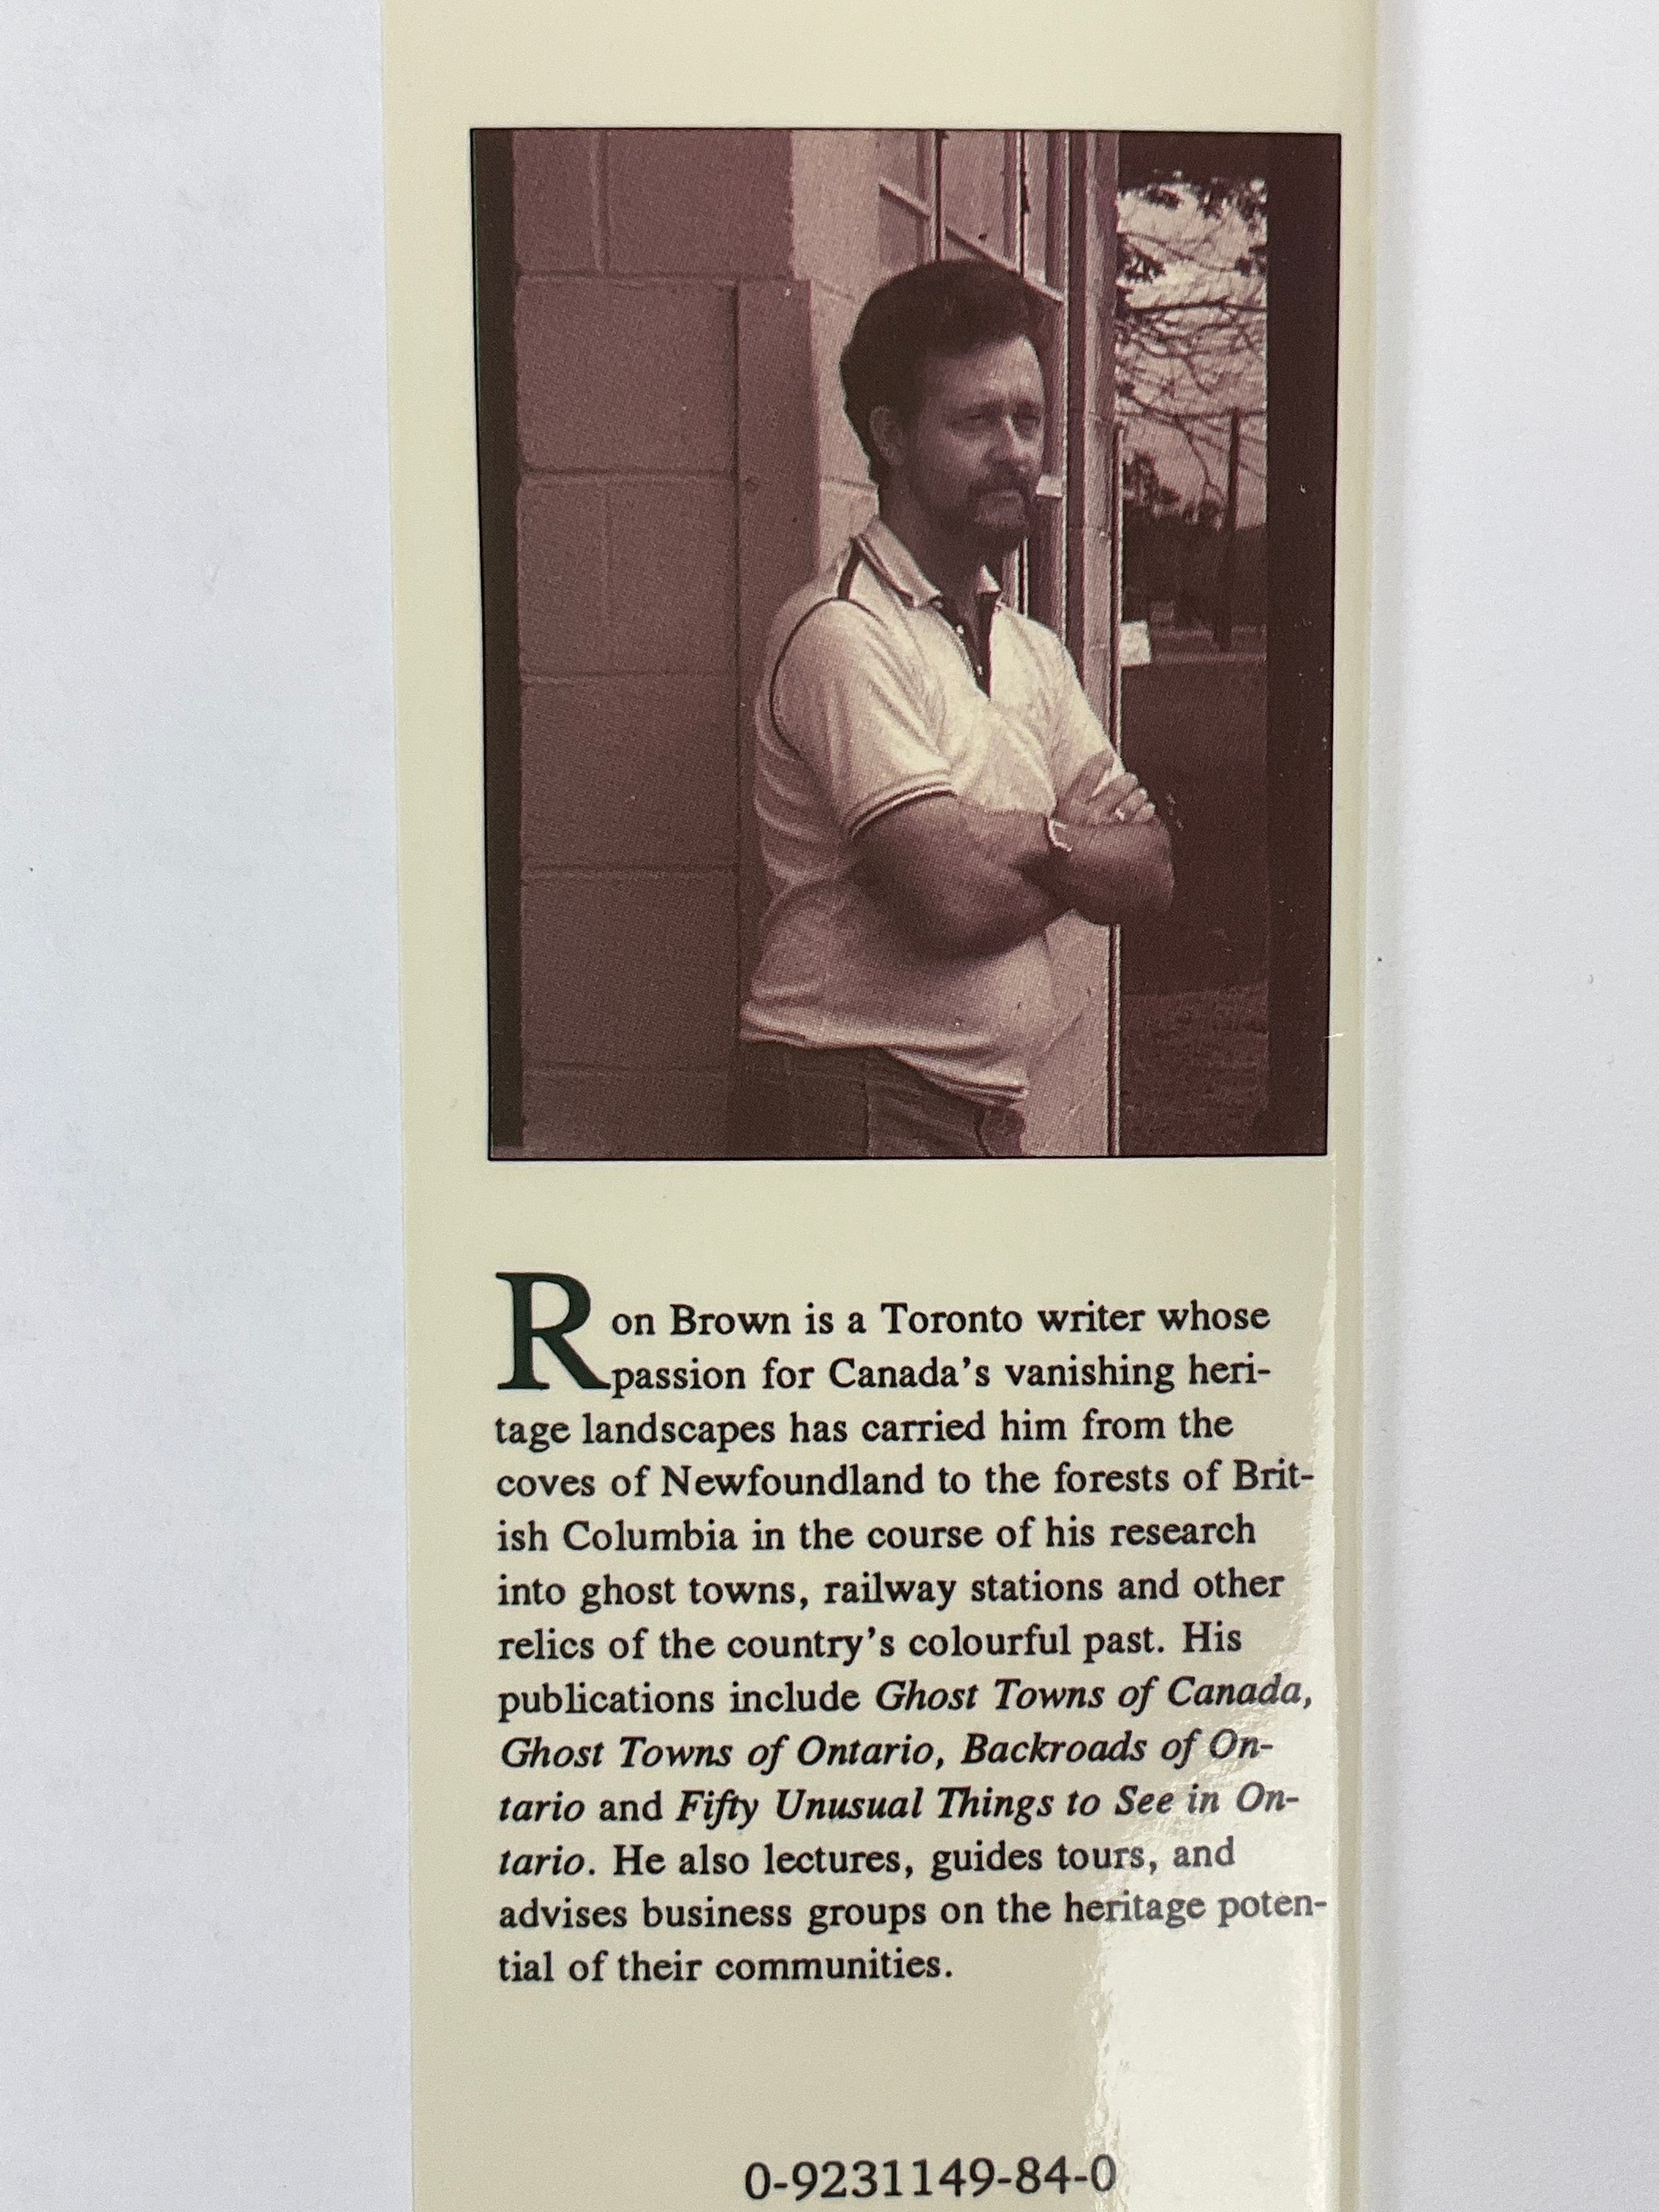 Ron Brown is a Toronto writer whose
passion for Canada's vanishing heri-
tage landscapes has carried him from the
coves of Newfoundland to the forests of Brit-
ish Columbia in the course of his research
into ghost towns, railway stations and other
relics of the country's colourful past. His
publications include Ghost Towns of Canada,
Ghost Towns of Ontario, Backroads of On-
tario and Fifty Unusual Things to See in On-
tario. He also lectures, guides tours, and
advises business groups on the heritage poten-
tial of their communities.
0-9231149-84-0